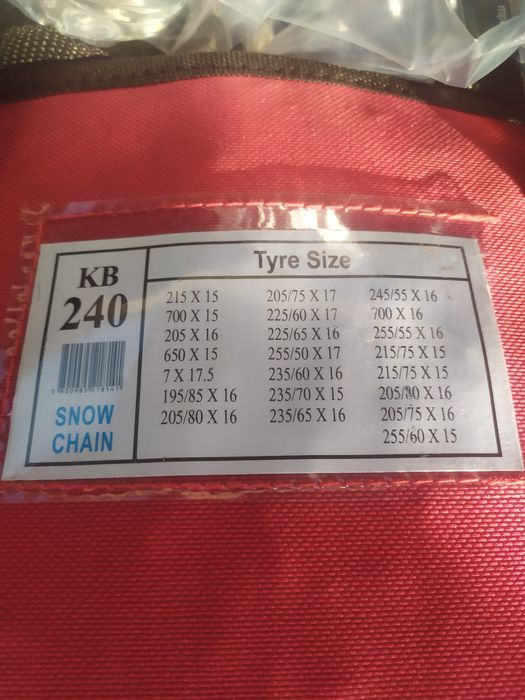 KB
240
5 800985 218141
SNOW
CHAIN
Tyre Size
215 X 15
700 X 15
205 X 16
650 X 15
7 X 17.5
195/85 X 16
205/80 X 16
205/75 X 17
225/60 X 17
225/65 X 16
255/50 X 17
235/60 X 16
235/70 X 15
235/65 X 16
245/55 X 16
700 X 16
255/55 X 16
215/75 X 15
215/75 X 15
205/80 X 16
205/75 X 16
255/60 X 15